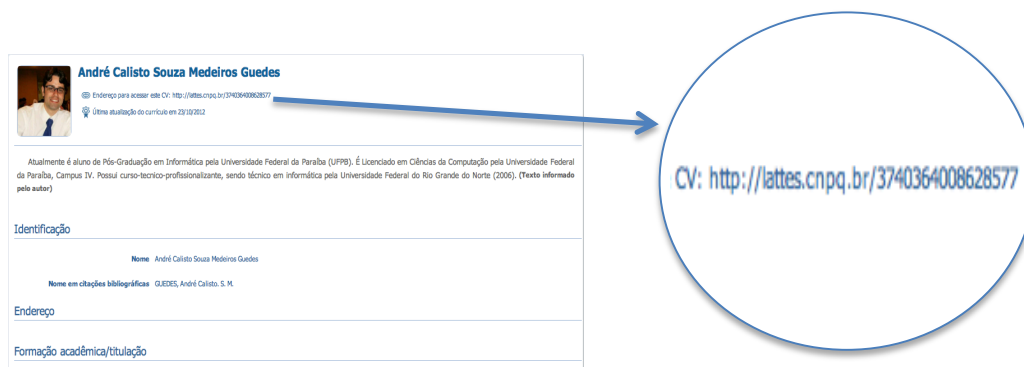 André Calisto Souza Medeiros Guedes
Endereço para acessar este CV: http://lattes.cnpq.br/3740364008628577
Última atualização do currículo em 23/10/2012
Atualmente é aluno de Pós-Graduação em Informática pela Universidade Federal da Paraíba (UFPB). É Licenciado em Ciências da Computação pela Universidade Federal
da Paraíba, Campus IV. Possui curso-tecnico-profissionalizante, sendo técnico em informática pela Universidade Federal do Rio Grande do Norte (2006). (Texto informado
pelo autor)
Identificação
Nome André Calisto Souza Medeiros Guedes
Nome em citações bibliográficas GUEDES, André Calisto. S. M.
Endereço
Formação acadêmica/titulação
CV: http://lattes.cnpq.br/3740364008628577